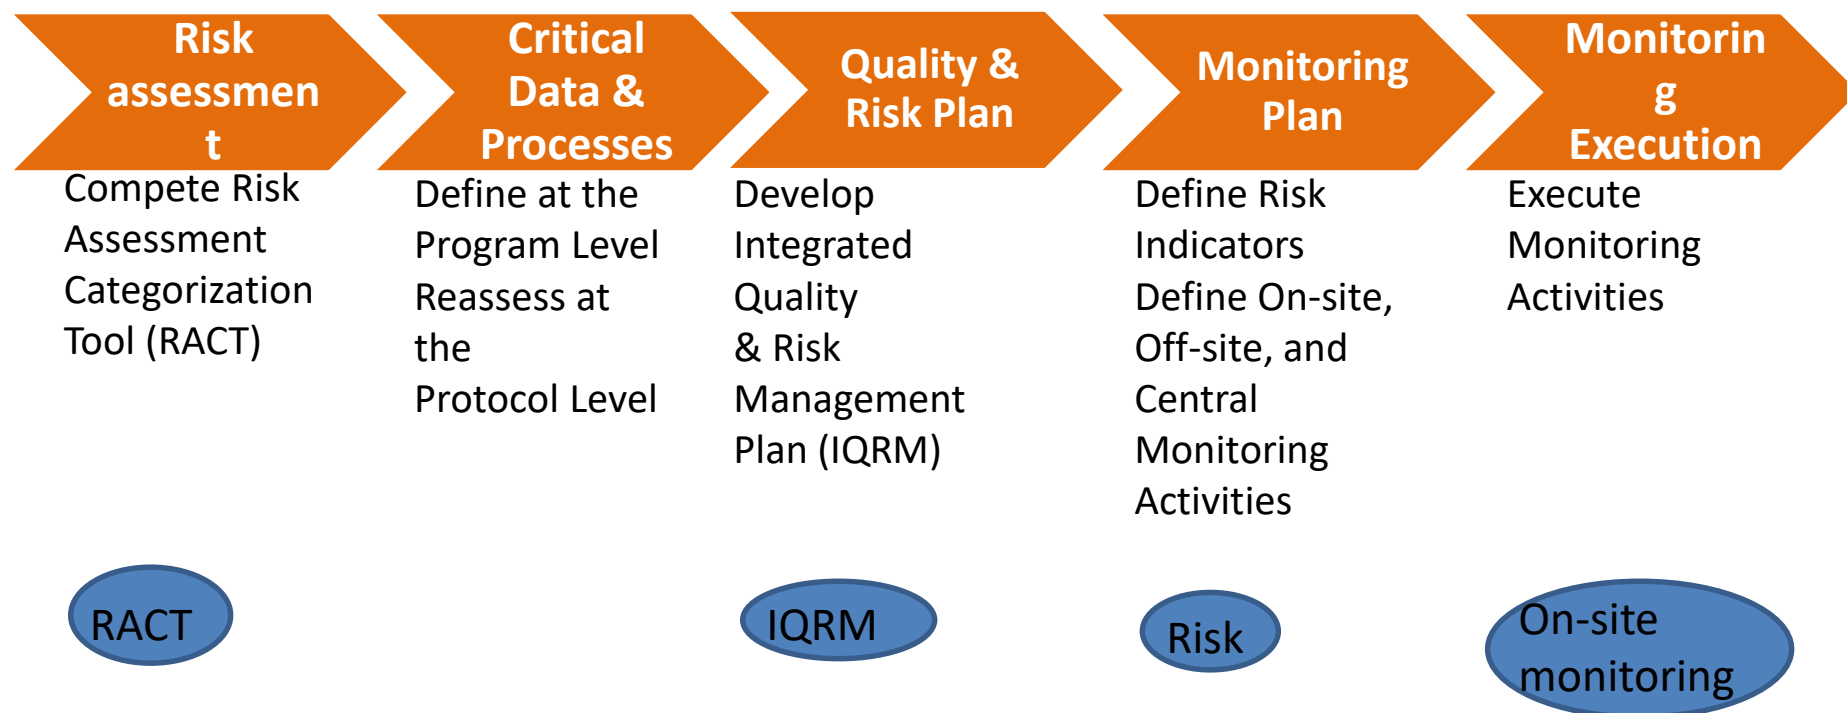 Risk
assessmen
t
Critical
Data &
Processes
Quality &
Risk Plan
Monitoring
Plan
Monitorin
g
Execution
Compete Risk
Assessment
Categorization
Tool (RACT)
Define at the
Program Level
Reassess at
the
Protocol Level
Develop
Integrated
Quality
& Risk
Management
Plan (IQRM)
Define Risk
Indicators
Define On-site,
Off-site, and
Central
Monitoring
Activities
Execute
Monitoring
Activities
RACT
IQRM
Risk
On-site
monitoring